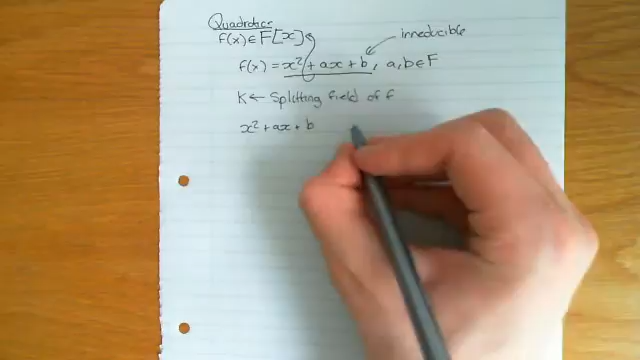 Quadratics
f(x) ∈ F[x]
irreducible
f(x) = x² + ax + b, a, b ∈ F
K ← Splitting field of f
x² + ax + b